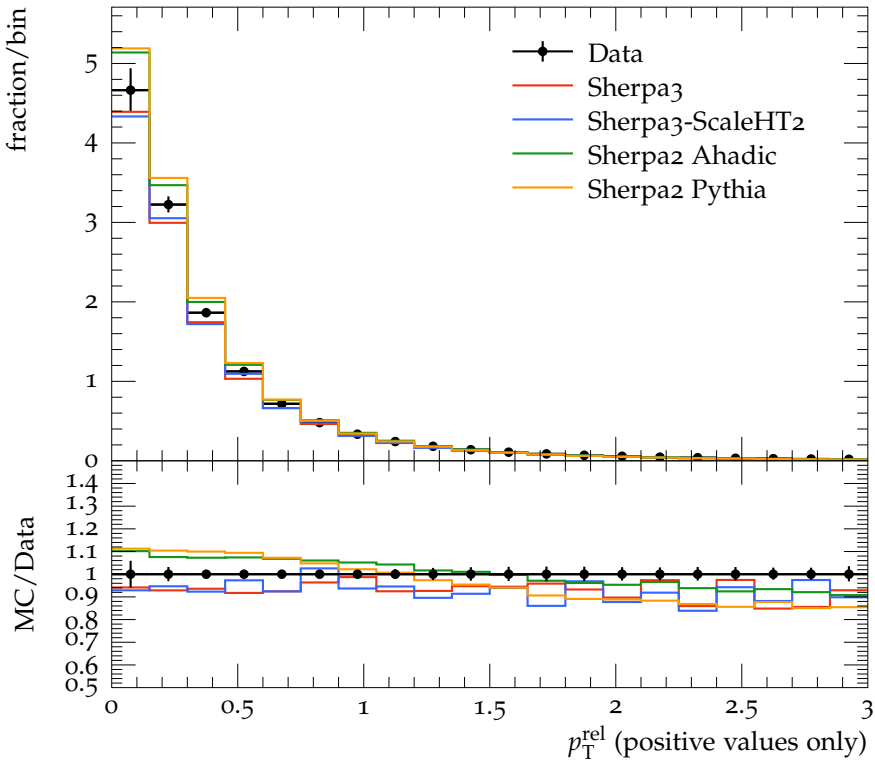 fraction/bin
5
4
3
2
1
0
Data
Sherpa3
Sherpa3-ScaleHT2
Sherpa2 Ahadic
Sherpa2 Pythia
MC/Data
1.4
1.3
1.2
1.1
1
0.9
0.8
0.7
0.6
0.5
0 0.5 1 1.5 2 2.5 3
p_T^rel (positive values only)